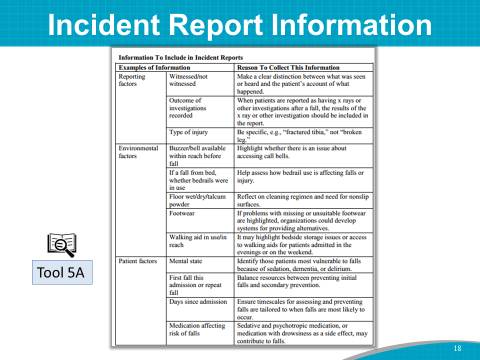 Incident Report Information
Information To Include in Incident Reports
Examples of Information Reason To Collect This Information
Reporting factors
Witnessed/not witnessed
Make a clear distinction between what was seen
or heard and the patient's account of what
happened.
Outcome of
investigations
recorded
When patients are reported as having x rays or
other investigations after a fall, the results of the
x ray or other investigation should be included in
the report.
Type of injury
Be specific, e.g., “fractured tibia,” not “broken
leg.”
Environmental
factors
Buzzer/bell available
within reach before
fall
Highlight whether there is an issue about
accessing call bells.
If a fall from bed,
whether bedrails were
in use
Help assess how bedrail use is affecting falls or
injury.
Floor wet/dry/talcum
powder
Reflect on cleaning regimen and need for nonslip
surfaces.
Footwear
If problems with missing or unsuitable footwear
are highlighted, organizations could develop
systems for providing alternatives.
Walking aid in use/in
reach
It may highlight bedside storage issues or access
to walking aids for patients admitted in the
evenings or on the weekend.
Patient factors
Mental state
Identify those patients most vulnerable to falls
because of sedation, dementia, or delirium.
First fall this
admission or repeat
fall
Balance resources between preventing initial
falls and secondary prevention.
Days since admission
Ensure timescales for assessing and preventing
falls are tailored to when falls are most likely to
occur.
Medication affecting
risk of falls
Sedative and psychotropic medication, or
medication with drowsiness as a side effect, may
contribute to falls.
Tool 5A
18